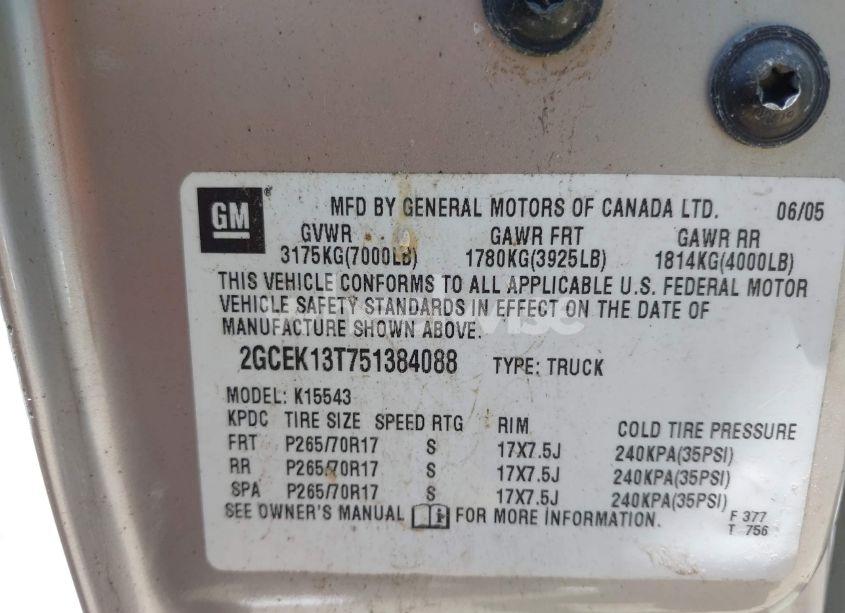 GM ® MFD BY GENERAL MOTORS OF CANADA LTD. 06/05
GVWR GAWR FRT GAWR RR
3175KG(7000LB) 1780KG(3925LB) 1814KG(4000LB)
THIS VEHICLE CONFORMS TO ALL APPLICABLE U.S. FEDERAL MOTOR
VEHICLE SAFETY STANDARDS IN EFFECT ON THE DATE OF
MANUFACTURE SHOWN ABOVE.
2GCEK13T751384088 TYPE: TRUCK
MODEL: K15543
KPDC TIRE SIZE SPEED RTG RIM COLD TIRE PRESSURE
FRT P265/70R17 S 17X7.5J 240KPA(35PSI)
RR P265/70R17 S 17X7.5J 240KPA(35PSI)
SPA P265/70R17 S 17X7.5J 240KPA(35PSI)
SEE OWNER'S MANUAL FOR MORE INFORMATION. F 377
T 756